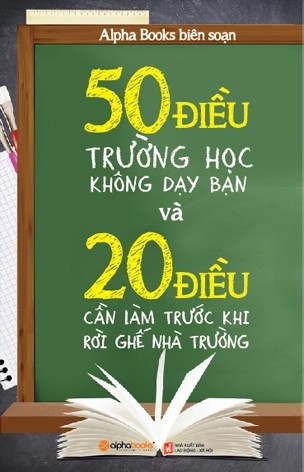 Alpha Books biên soạn
50 ĐIỀU
TRƯỜNG HỌC
KHÔNG DẠY BẠN
và
20 ĐIỀU
CẦN LÀM TRƯỚC KHI
RỜI GHẾ NHÀ TRƯỜNG
alphabooks
NHÀ XUẤT BẢN
LAO ĐỘNG - XÃ HỘI